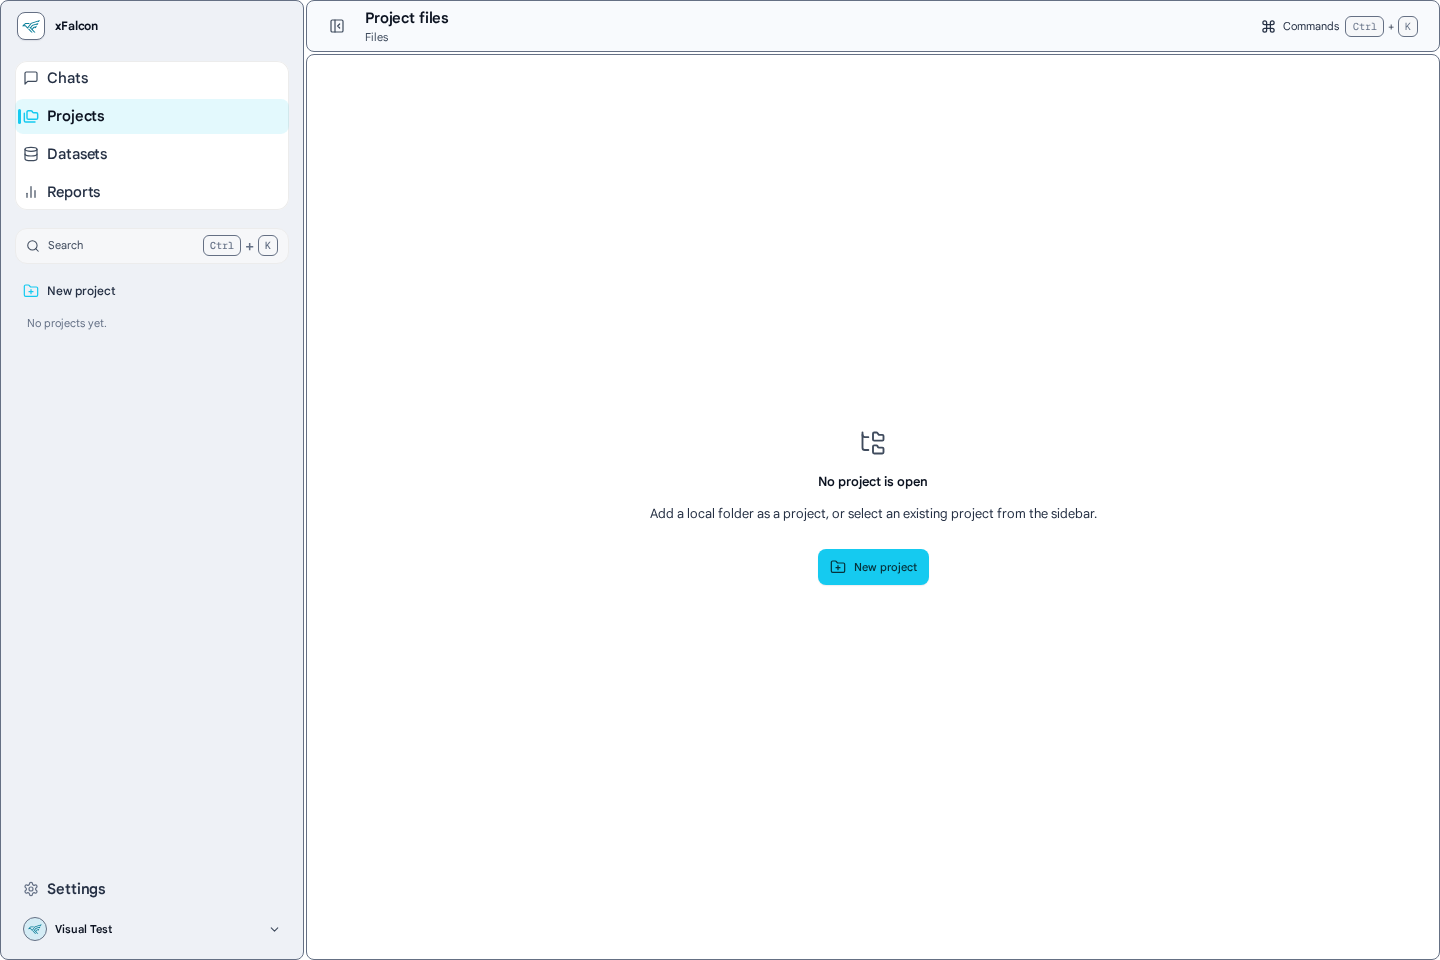 xFalcon
Chats
Projects
Datasets
Reports
Search Ctrl + K
New project
No projects yet.
Settings
Visual Test
Project files
Files
Commands Ctrl + K
No project is open
Add a local folder as a project, or select an existing project from the sidebar.
New project